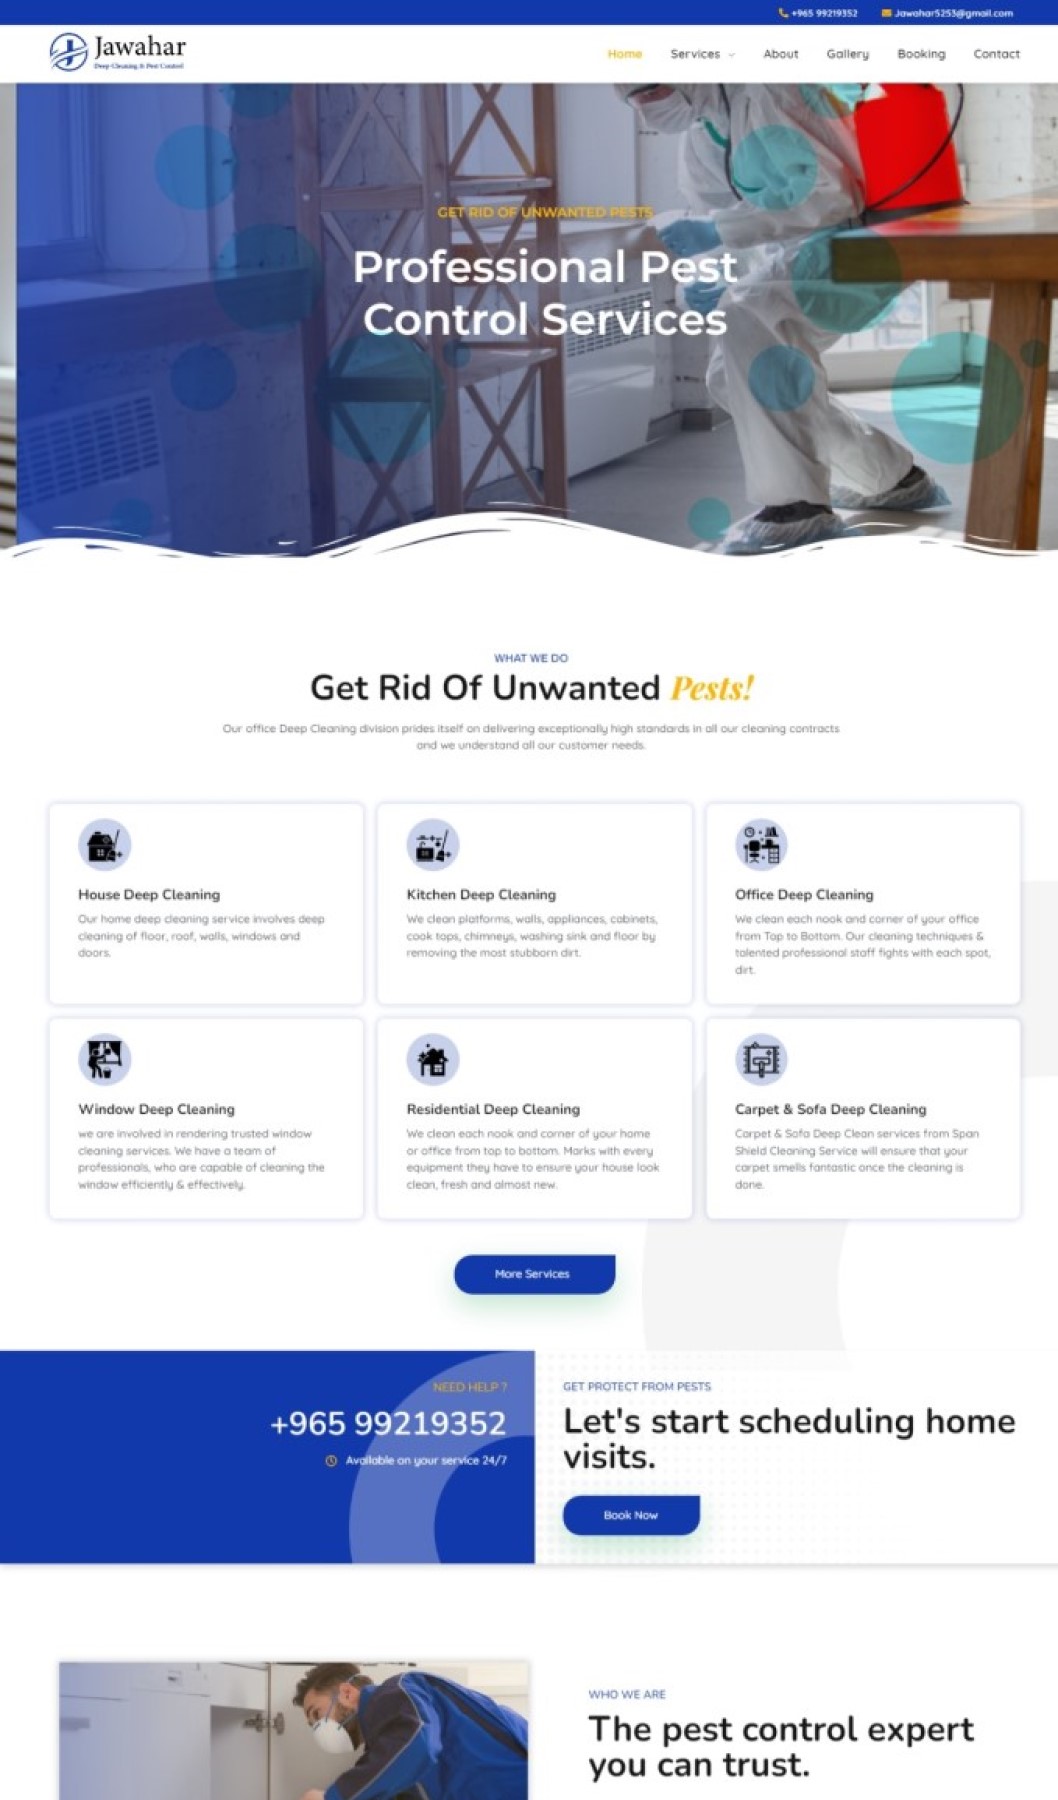 +965 99219352 Jawahar5253@gmail.com
Jawahar
Deep Cleaning & Pest Control
Home Services About Gallery Booking Contact
GET RID OF UNWANTED PESTS
Professional Pest
Control Services
WHAT WE DO
Get Rid Of Unwanted Pests!
Our office Deep Cleaning division prides itself on delivering exceptionally high standards in all our cleaning contracts
and we understand all our customer needs.
House Deep Cleaning
Our home deep cleaning service involves deep
cleaning of floor, roof, walls, windows and
doors.
Kitchen Deep Cleaning
We clean platforms, walls, appliances, cabinets,
cook tops, chimneys, washing sink and floor by
removing the most stubborn dirt.
Office Deep Cleaning
We clean each nook and corner of your office
from Top to Bottom. Our cleaning techniques &
talented professional staff fights with each spot,
dirt.
Window Deep Cleaning
we are involved in rendering trusted window
cleaning services. We have a team of
professionals, who are capable of cleaning the
window efficiently & effectively.
Residential Deep Cleaning
We clean each nook and corner of your home
or office from top to bottom. Marks with every
equipment they have to ensure your house look
clean, fresh and almost new.
Carpet & Sofa Deep Cleaning
Carpet & Sofa Deep Clean services from Span
Shield Cleaning Service will ensure that your
carpet smells fantastic once the cleaning is
done.
More Services
NEED HELP ?
+965 99219352
Available on your service 24/7
GET PROTECT FROM PESTS
Let's start scheduling home
visits.
Book Now
WHO WE ARE
The pest control expert
you can trust.